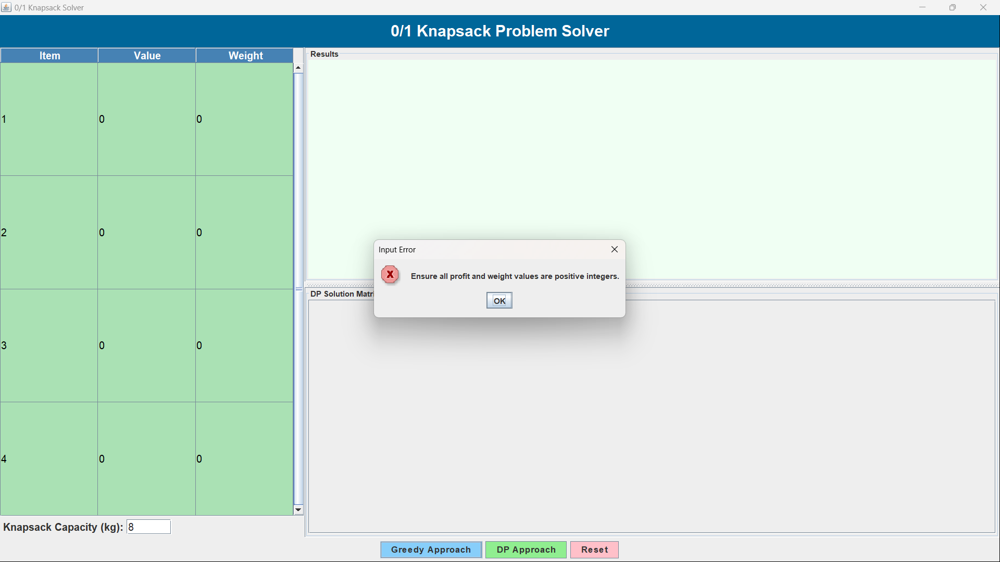 0/1 Knapsack Solver
0/1 Knapsack Problem Solver
Item Value Weight
1 0 0
2 0 0
3 0 0
4 0 0
Knapsack Capacity (kg): 8
Results
Input Error
X Ensure all profit and weight values are positive integers.
OK
DP Solution Matri
Greedy Approach DP Approach Reset